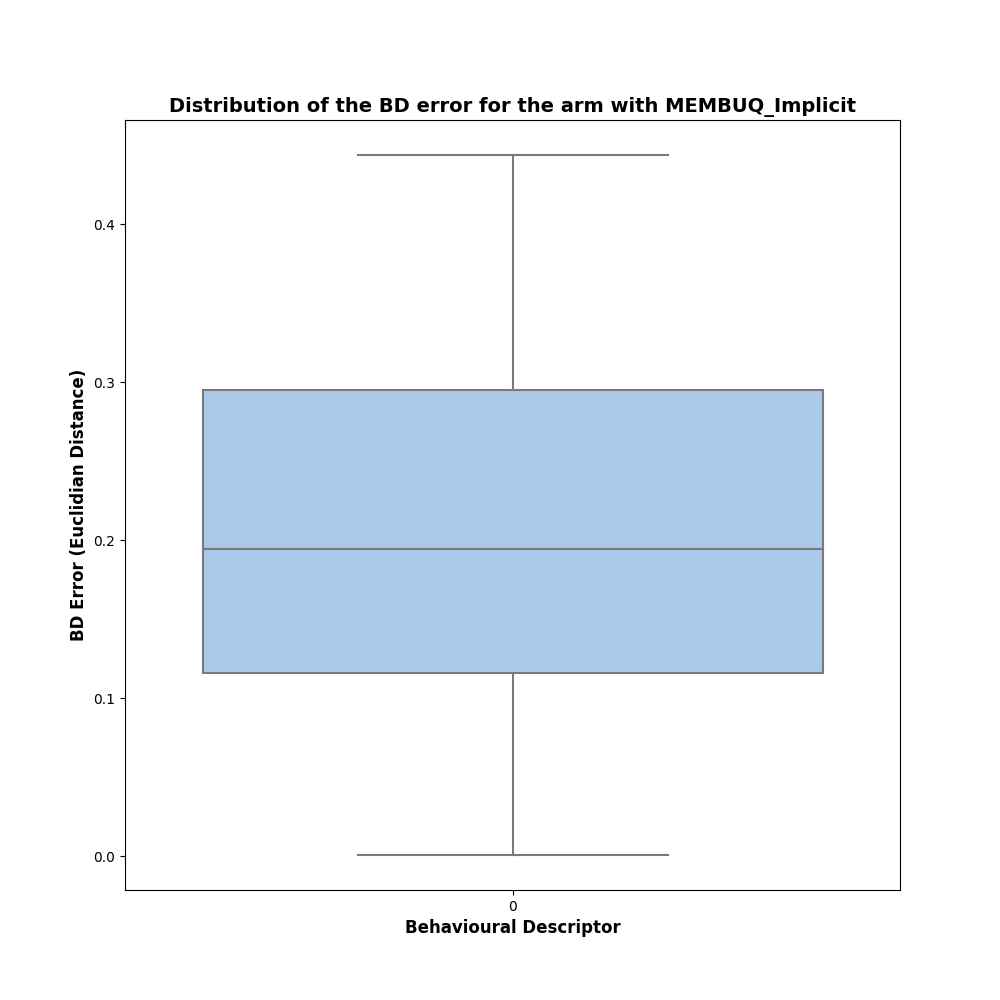 Distribution of the BD error for the arm with MEMBUQ_Implicit
BD Error (Euclidian Distance)
0.4
0.3
0.2
0.1
0.0
0
Behavioural Descriptor